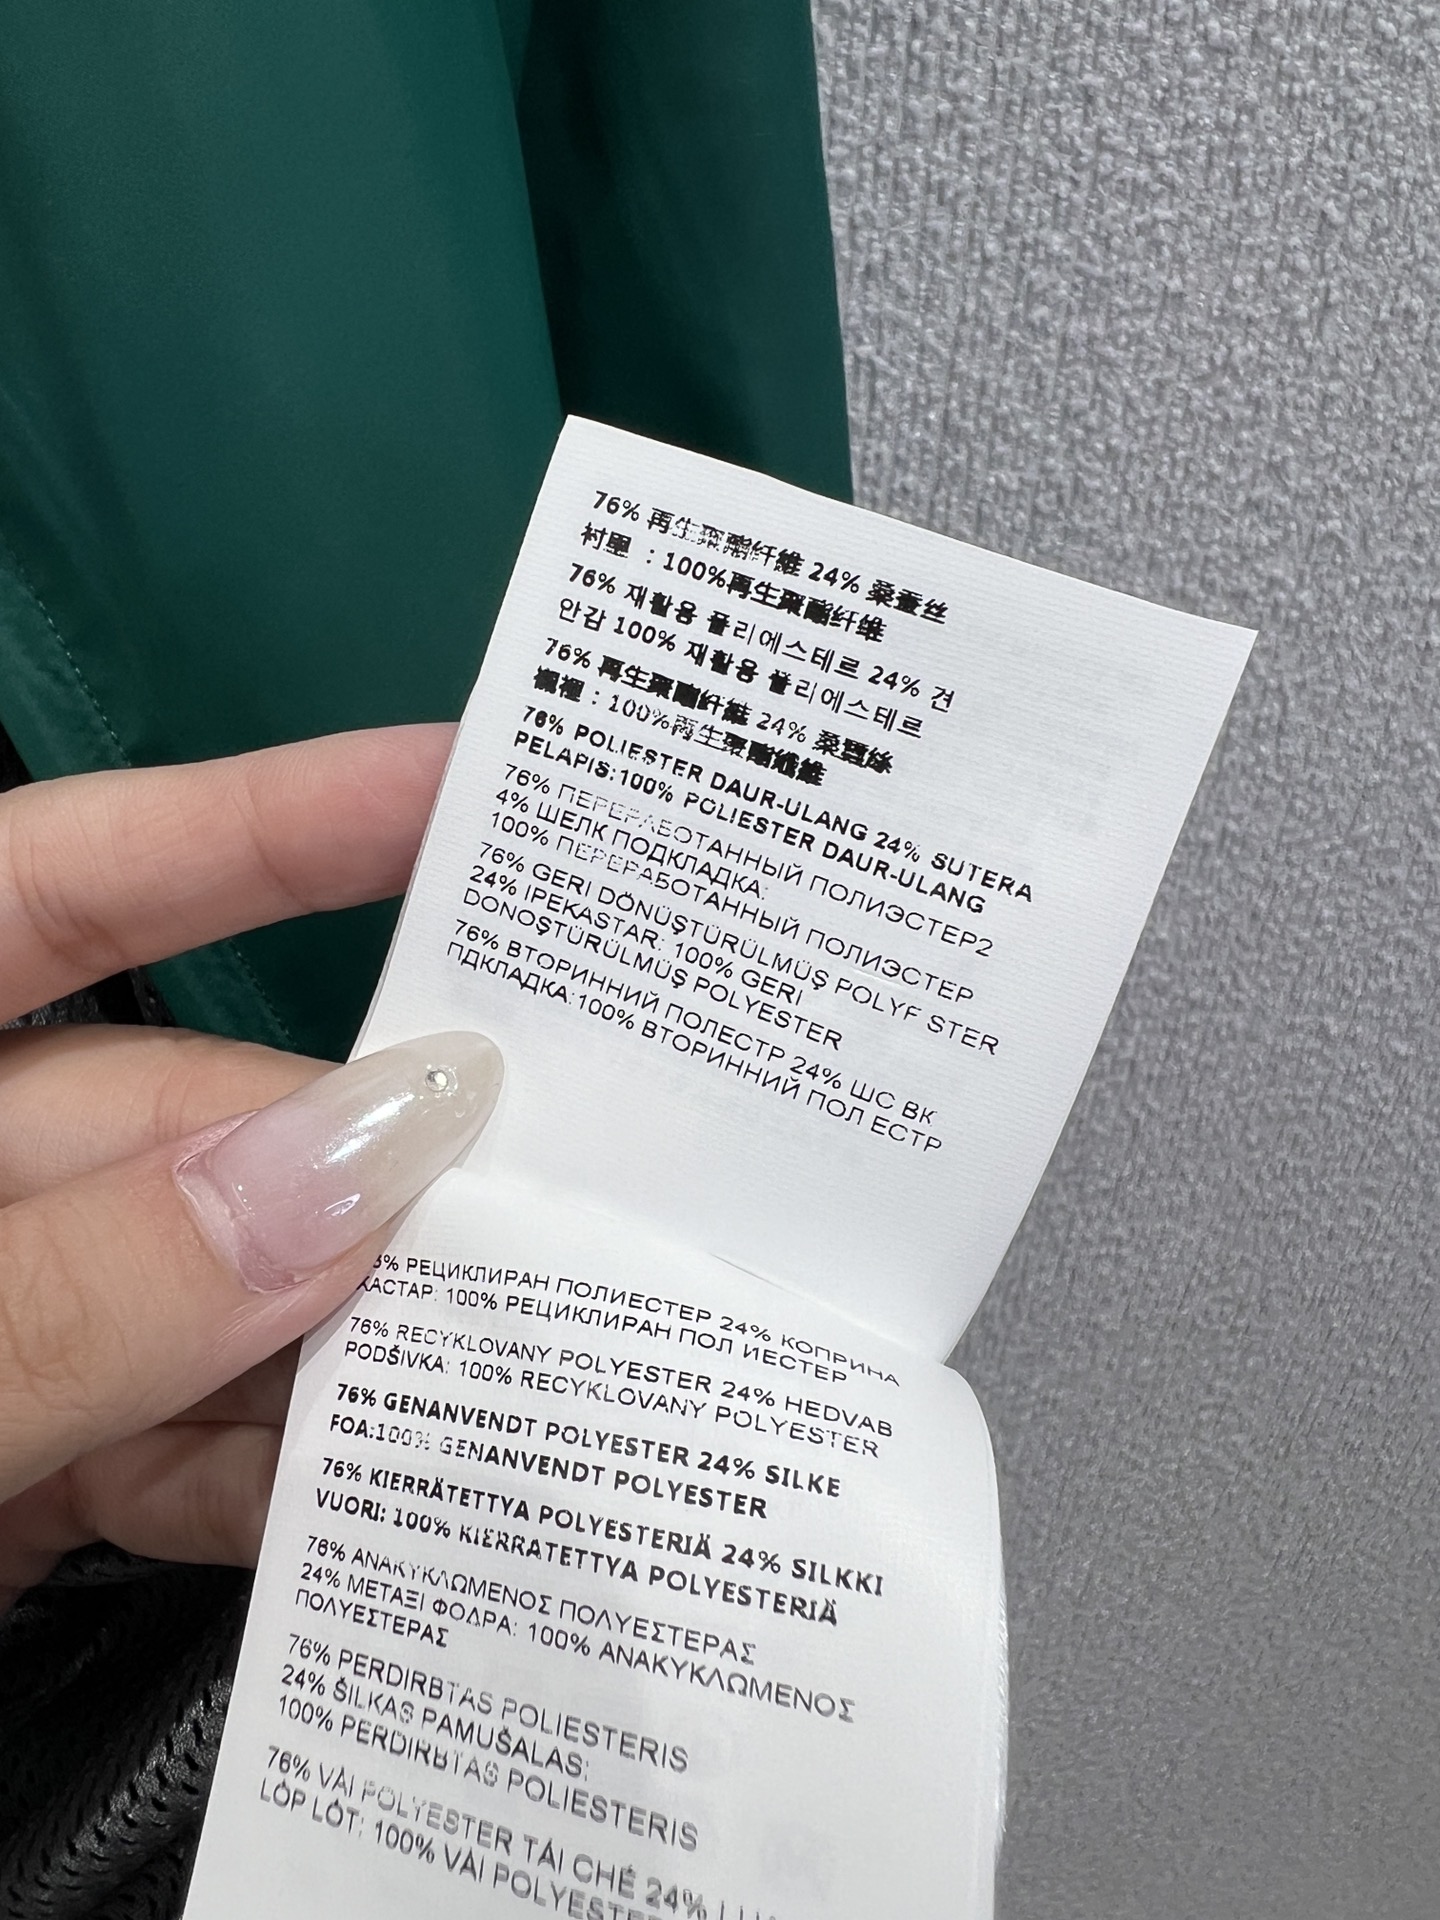 76% 再生聚酯纤维 24% 桑蚕丝
衬里 : 100%再生聚酯纤维
76% 재활용 폴리에스테르 24% 견
안감 100% 재활용 폴리에스테르
76% 再生聚酯纤维 24% 桑蠶絲
襯裡 : 100%再生聚酯纖維
76% POLIESTER DAUR-ULANG 24% SUTERA
PELAPIS:100% POLIESTER DAUR-ULANG
76% ПЕРЕРАБОТАННЫЙ ПОЛИЭСТЕР2
4% ШЕЛК ПОДКЛАДКА:
100% ПЕРЕРАБОТАННЫЙ ПОЛИЭСТЕР
76% GERI DÖNÜŞTÜRÜLMÜŞ POLYF STER
24% IPEKASTAR: 100% GERI
DONOŞTÜRÜLMÜŞ POLYESTER
76% ВТОРИННИЙ ПОЛЕСТР 24% ШС ВК
ПДКЛАДКА:100% ВТОРИННИЙ ПОЛ ЕСТР
6% РЕЦИКЛИРАН ПОЛИЕСТЕР 24% КОПРИНА
ХАСТАР: 100% РЕЦИКЛИРАН ПОЛ ИЕСТЕР
76% RECYKLOVANY POLYESTER 24% HEDVAB
PODŠIVKA: 100% RECYKLOVANY POLYESTER
76% GENANVENDT POLYESTER 24% SILKE
FOA:100% GENANVENDT POLYESTER
76% KIERRÄTETTYA POLYESTERIÄ 24% SILKKI
VUORI: 100% KIERRATETTYA POLYESTERIÄ
76% ΑΝΑΚΥΚΛΩΜΕΝΟΣ ΠΟΛΥΕΣΤΕΡΑΣ
24% ΜΕΤΑΞΙ ΦΟΔΡΑ: 100% ΑΝΑΚΥΚΛΩΜΕΝΟΣ
ΠΟΛΥΕΣΤΕΡΑΣ
76% PERDIRBTAS POLIESTERIS
24% ŠILKAS PAMUŠALAS:
100% PERDIRBTAS POLIESTERIS
76% VẢI POLYESTER TÁI CHÉ 24%
LỚP LÓT: 100% VẢI POLYESTER